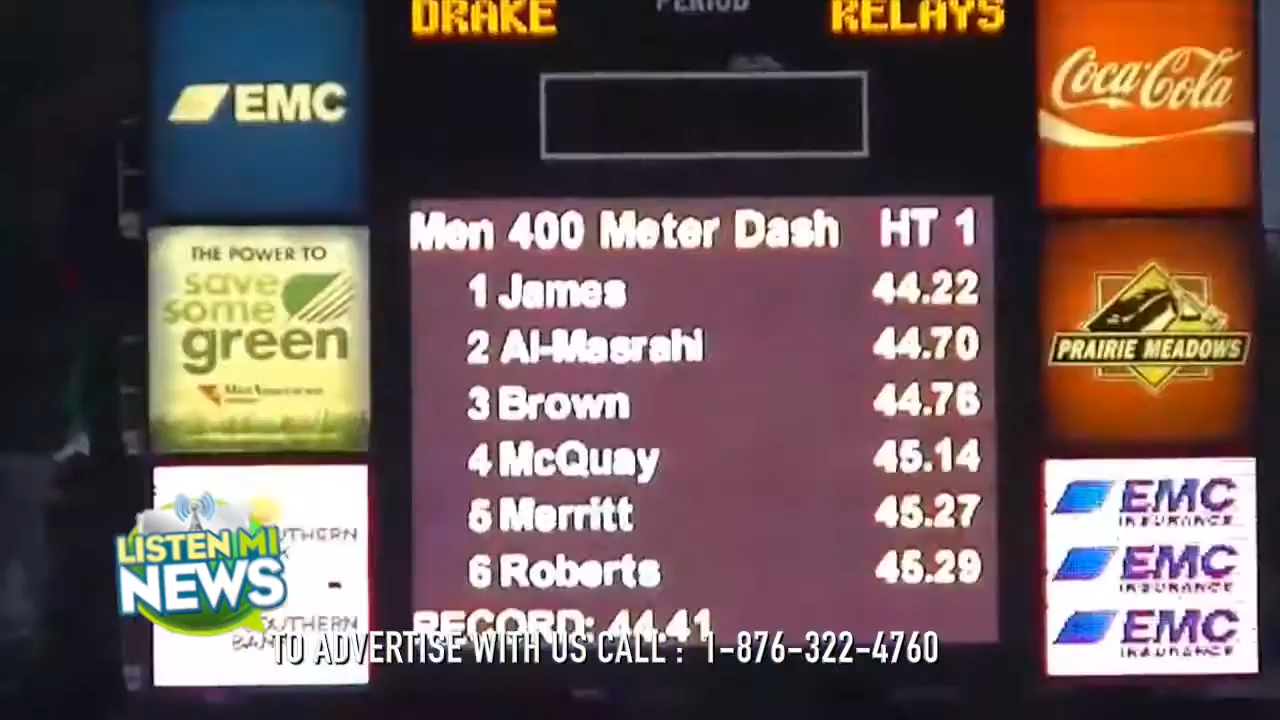 DRAKE
PERIOD
RELAYS
EMC
Coca-Cola
Men 400 Meter Dash HT 1
1 James 44.22
2 Al-Masrahi 44.70
3 Brown 44.76
4 McQuay 45.14
5 Merritt 45.27
6 Roberts 45.29
RECORD: 44.41
THE POWER TO
save
some
green
PRAIRIE MEADOWS
EMC
INSURANCE
EMC
INSURANCE
EMC
INSURANCE
LISTEN MI
NEWS
TO ADVERTISE WITH US CALL : 1-876-322-4760